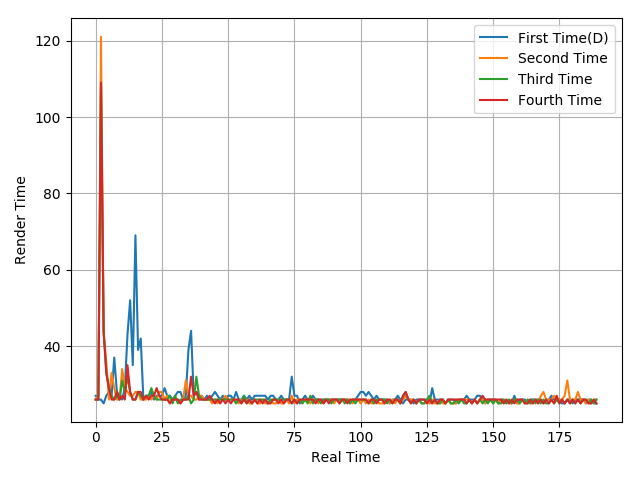 First Time(D)
Second Time
Third Time
Fourth Time
120
100
80
60
40
Render Time
0
25
50
75
100
125
150
175
Real Time